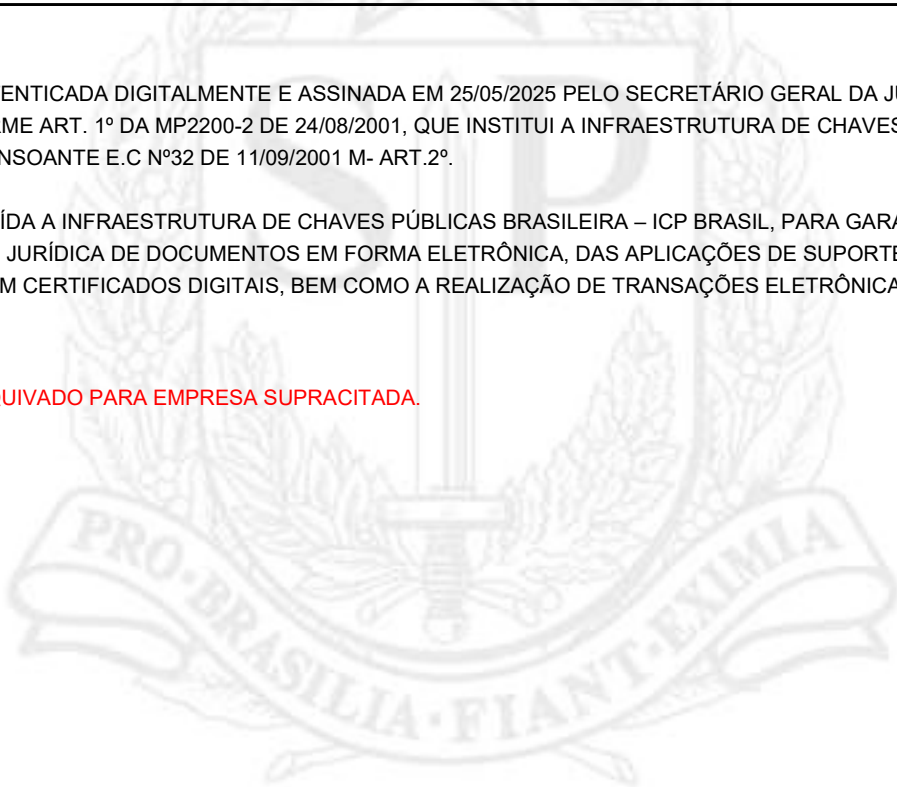 ENTICADA DIGITALMENTE E ASSINADA EM 25/05/2025 PELO SECRETÁRIO GERAL DA JU
RME ART. 1º DA MP2200-2 DE 24/08/2001, QUE INSTITUI A INFRAESTRUTURA DE CHAVES
NSOANTE E.C Nº32 DE 11/09/2001 M- ART.2º.
ÍDA A INFRAESTRUTURA DE CHAVES PÚBLICAS BRASILEIRA – ICP BRASIL, PARA GARA
JURÍDICA DE DOCUMENTOS EM FORMA ELETRÔNICA, DAS APLICAÇÕES DE SUPORTE
M CERTIFICADOS DIGITAIS, BEM COMO A REALIZAÇÃO DE TRANSAÇÕES ELETRÔNICA
QUIVADO PARA EMPRESA SUPRACITADA.
SP
PRO·BRASILIA·FIANT·EXIMIA